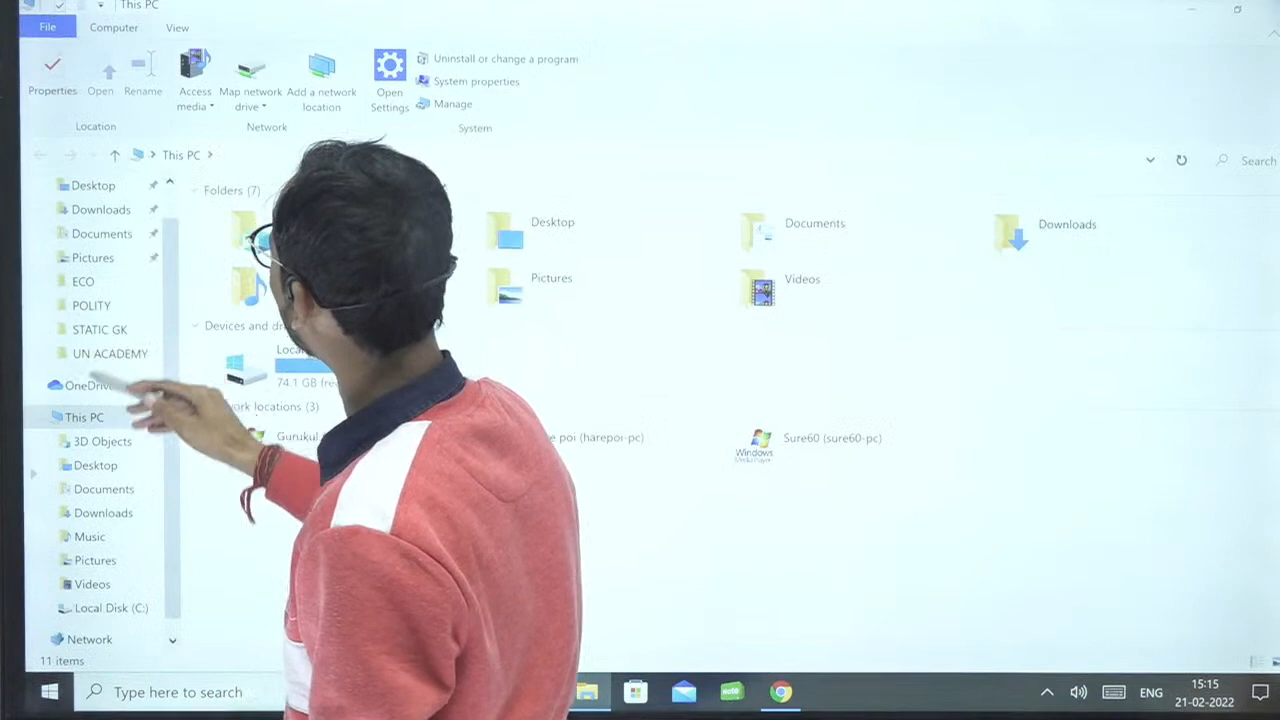 This PC
File Computer View
Properties Open Rename Access media Map network drive Add a network location Open Settings
Uninstall or change a program
System properties
Manage
Location Network System
This PC
Search
Desktop
Downloads
Documents
Pictures
ECO
POLITY
STATIC GK
UN ACADEMY
This PC
3D Objects
Desktop
Documents
Downloads
Music
Pictures
Videos
Local Disk (C:)
Network
11 items
Folders (7)
Desktop
Documents
Downloads
Pictures
Videos
Devices and
74.1 GB
locations (3)
Gurukul
poi (harepoi-pc)
Windows
Media Player
Sure60 (sure60-pc)
Type here to search
note
ENG
15:15
21-02-2022